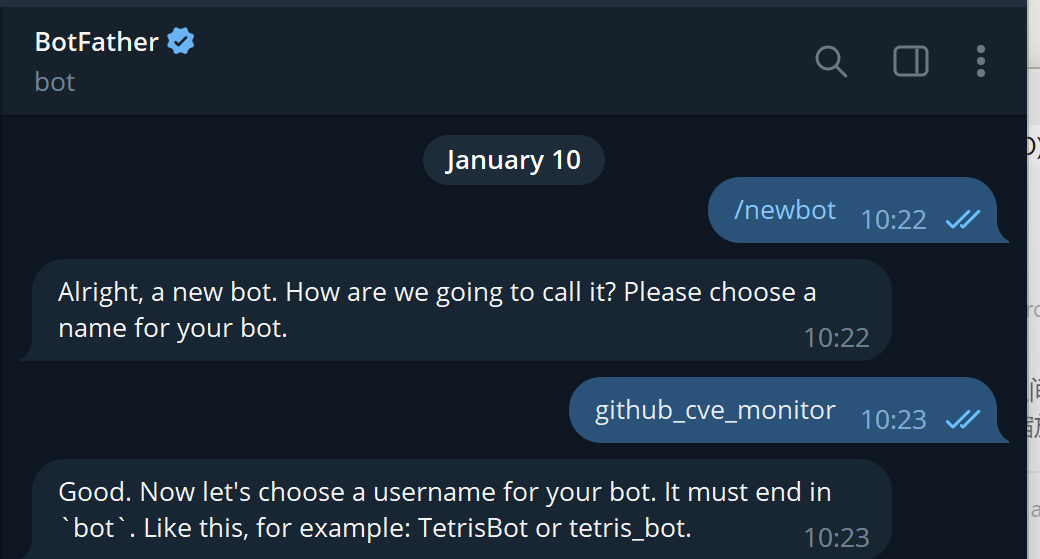 BotFather
bot
January 10
/newbot 10:22
Alright, a new bot. How are we going to call it? Please choose a
name for your bot.
10:22
github_cve_monitor 10:23
Good. Now let's choose a username for your bot. It must end in
`bot`. Like this, for example: TetrisBot or tetris_bot.
10:23